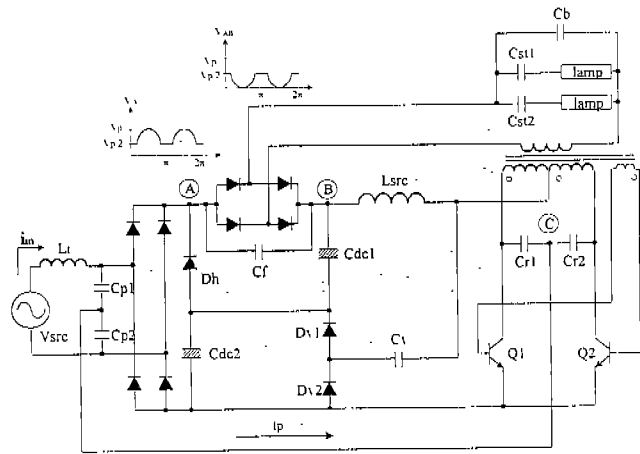 Vp
Vp/2
π
2π
Cb
Cst1
lamp
Cst2
lamp
Vp
Vp/2
π
2π
A
B
Lsrc
C
Cr1
Cr2
iin
Lf
Cp1
Cp2
Vsrc
Dh
Cf
Cdc1
Cdc2
Dv1
Dv2
Cv
Q1
Q2
Ip